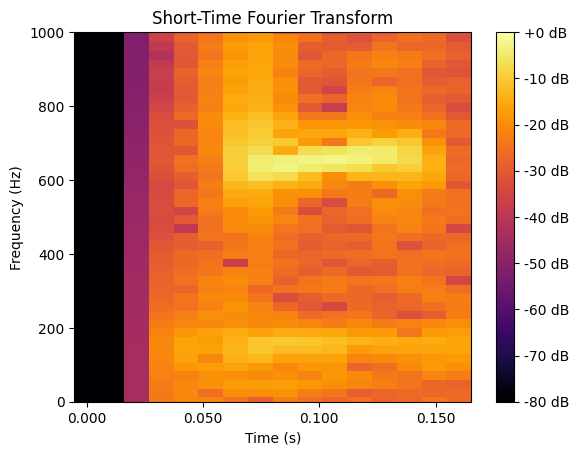 Short-Time Fourier Transform
1000
800
600
400
200
0
Frequency (Hz)
0.000
0.050
0.100
0.150
Time (s)
+0 dB
-10 dB
-20 dB
-30 dB
-40 dB
-50 dB
-60 dB
-70 dB
-80 dB